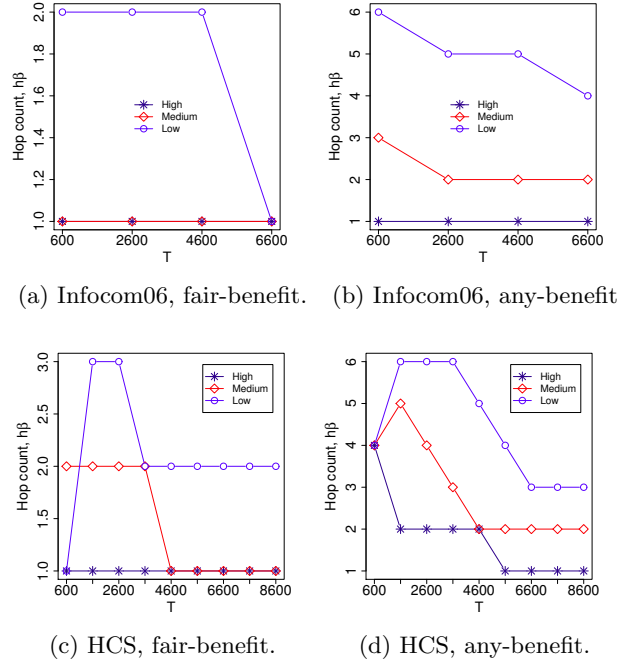 Hop count, hβ
2.0
1.8
1.6
1.4
1.2
1.0
High
Medium
Low
600 2600 4600 6600
T
(a) Infocom06, fair-benefit.
Hop count, hβ
6
5
4
3
2
1
High
Medium
Low
600 2600 4600 6600
T
(b) Infocom06, any-benefit
Hop count, hβ
3.0
2.5
2.0
1.5
1.0
High
Medium
Low
600 2600 4600 6600 8600
T
(c) HCS, fair-benefit.
Hop count, hβ
6
5
4
3
2
1
High
Medium
Low
600 2600 4600 6600 8600
T
(d) HCS, any-benefit.